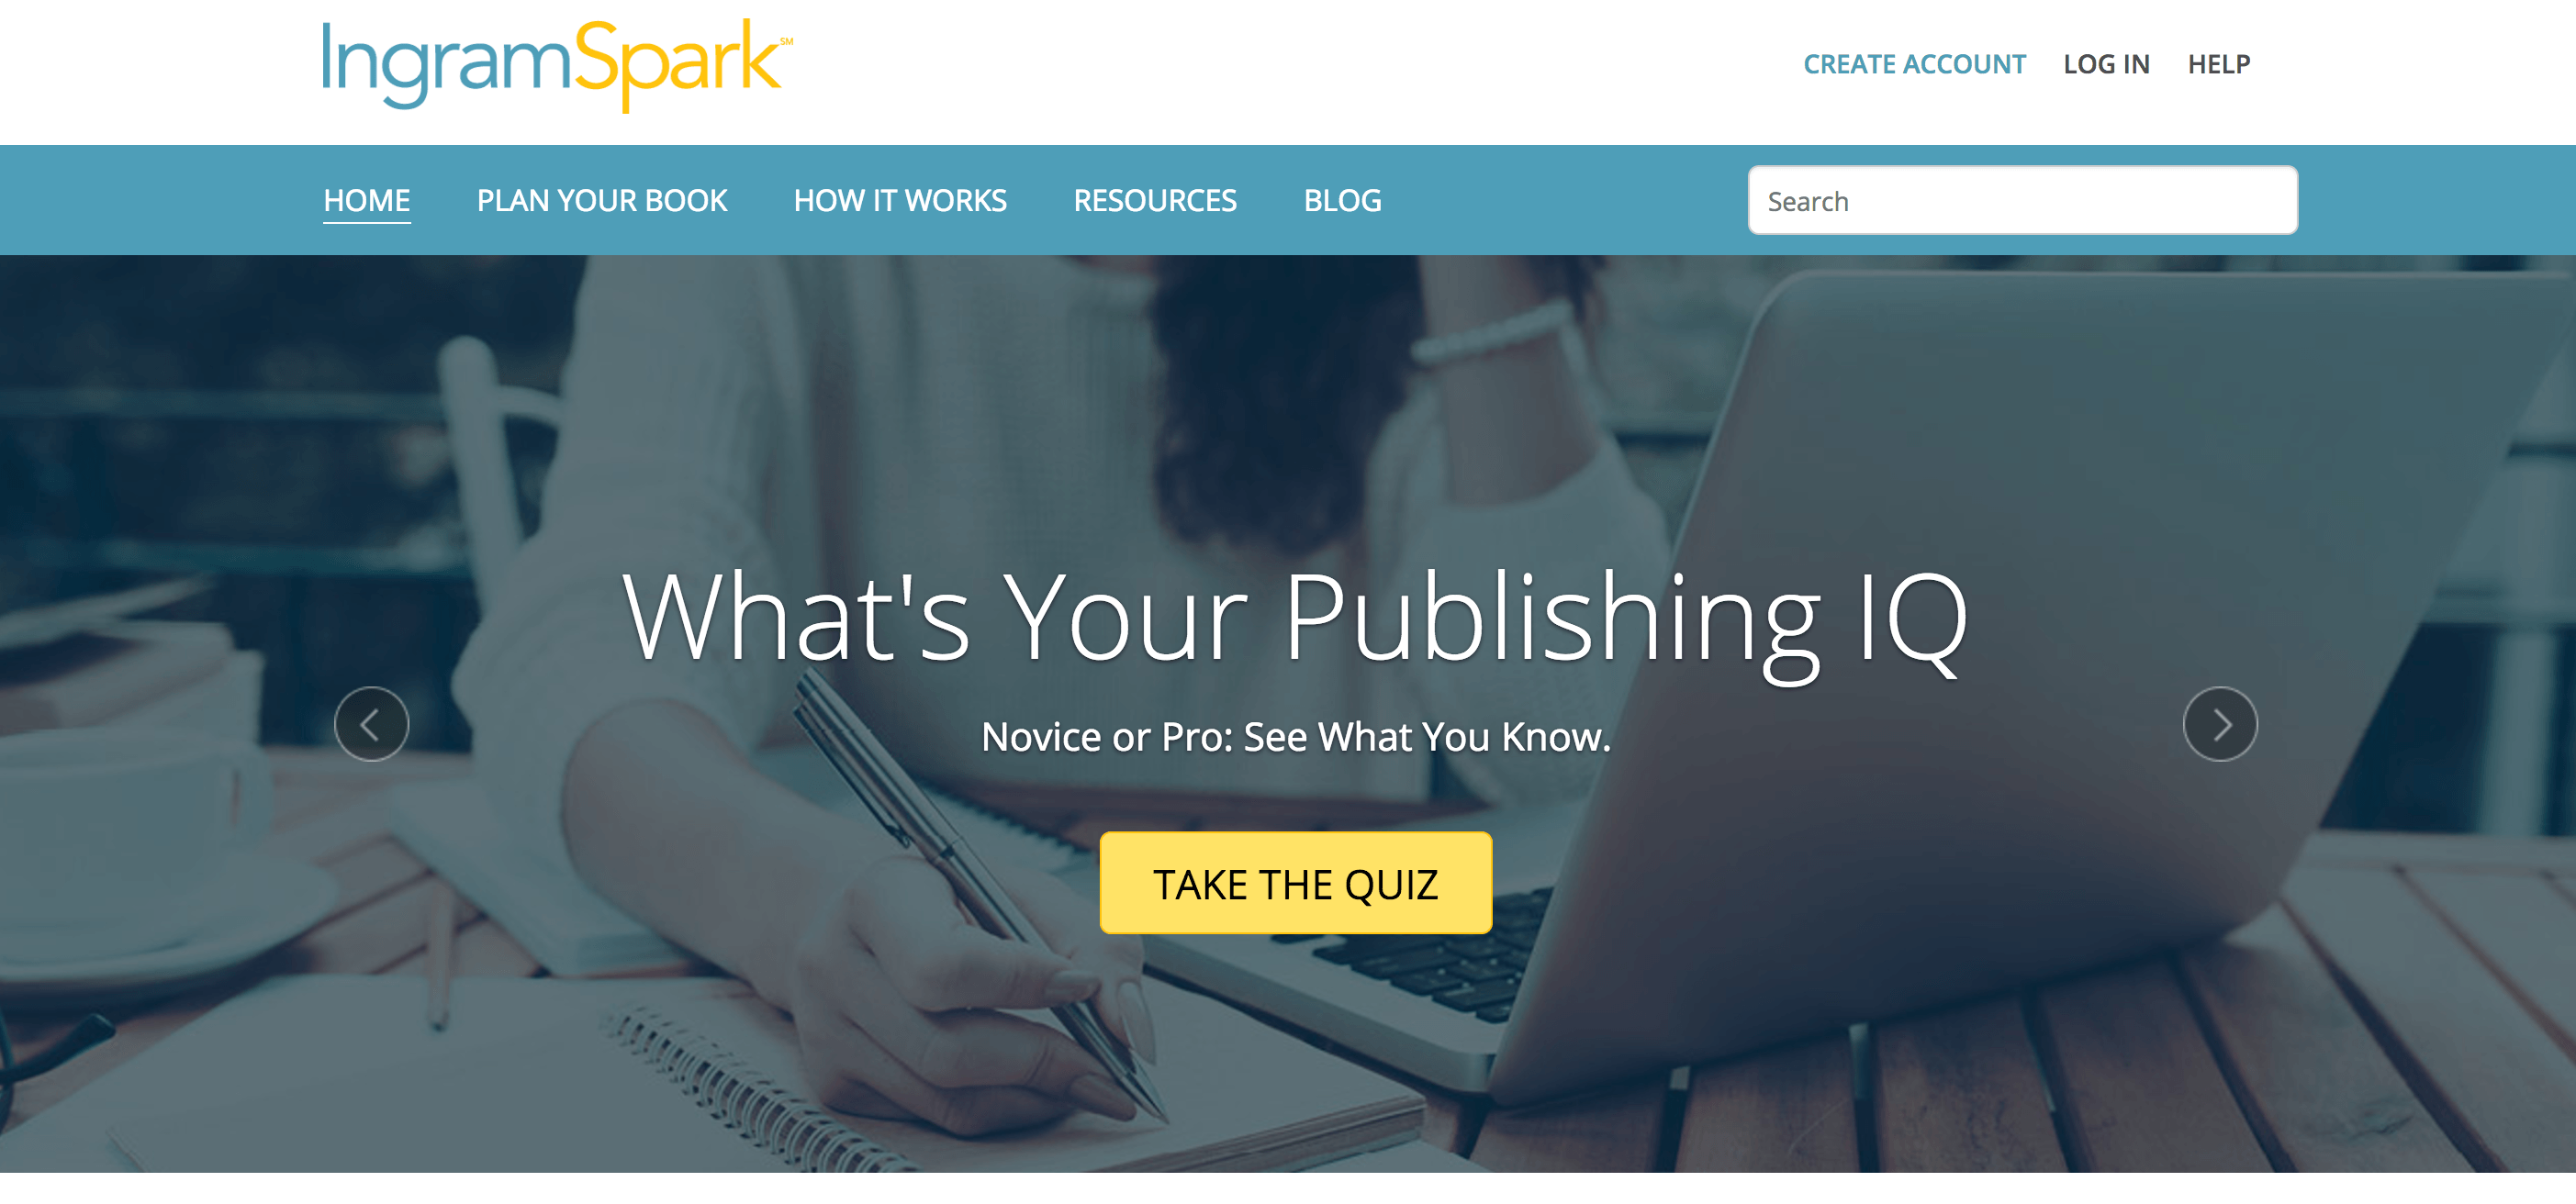 IngramSpark℠
CREATE ACCOUNT LOG IN HELP
HOME PLAN YOUR BOOK HOW IT WORKS RESOURCES BLOG Search
What's Your Publishing IQ
Novice or Pro: See What You Know.
TAKE THE QUIZ